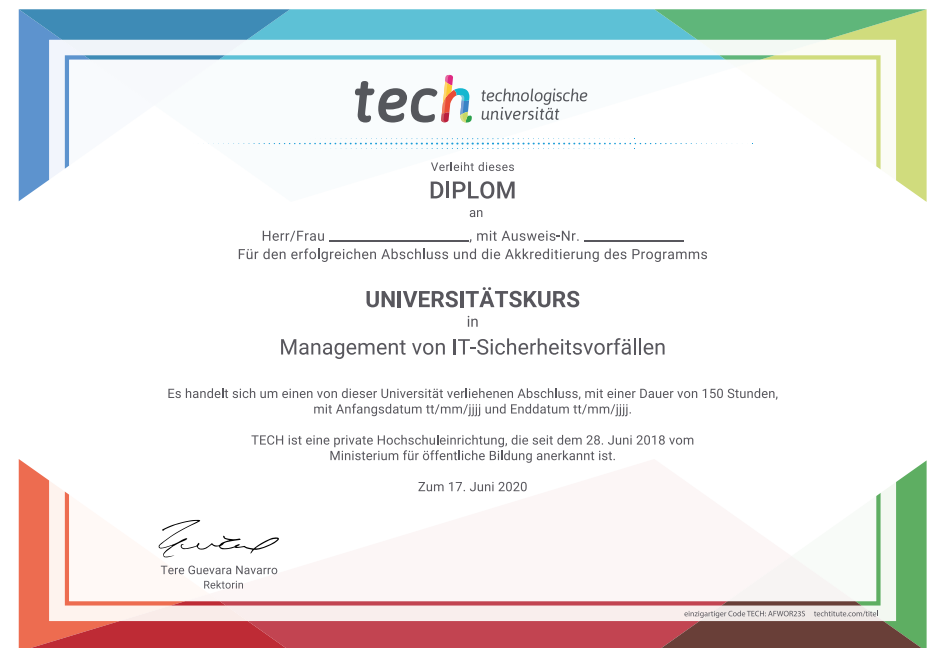 tech technologische
universität
Verleiht dieses
DIPLOM
an
Herr/Frau ____________________, mit Ausweis-Nr. ______________
Für den erfolgreichen Abschluss und die Akkreditierung des Programms
UNIVERSITÄTSKURS
in
Management von IT-Sicherheitsvorfällen
Es handelt sich um einen von dieser Universität verliehenen Abschluss, mit einer Dauer von 150 Stunden,
mit Anfangsdatum tt/mm/jjjj und Enddatum tt/mm/jjjj.
TECH ist eine private Hochschuleinrichtung, die seit dem 28. Juni 2018 vom
Ministerium für öffentliche Bildung anerkannt ist.
Zum 17. Juni 2020
Tere Guevara Navarro
Rektorin
einzigartiger Code TECH: AFWOR23S techtitute.com/titel